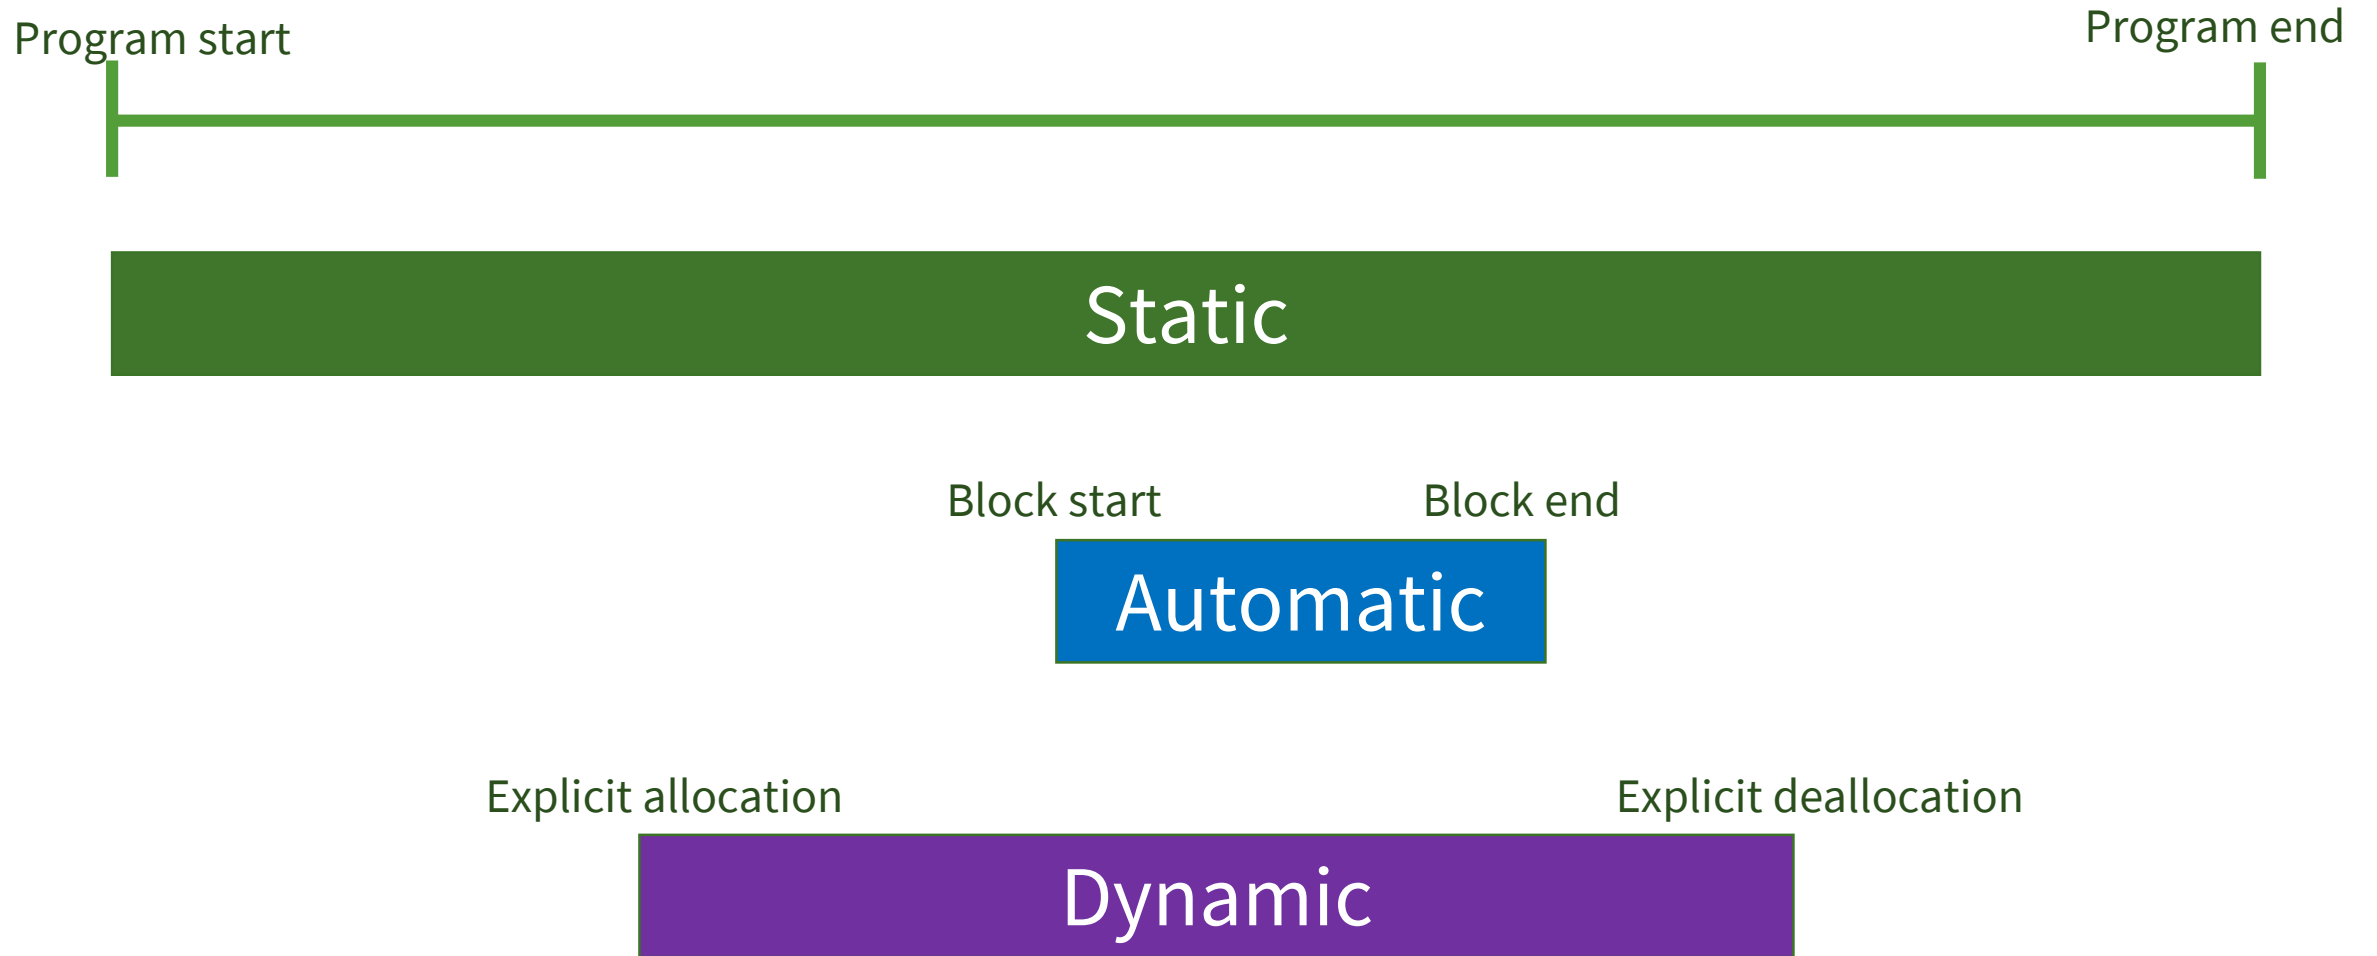 Program start
Program end
Static
Block start
Block end
Automatic
Explicit allocation
Explicit deallocation
Dynamic